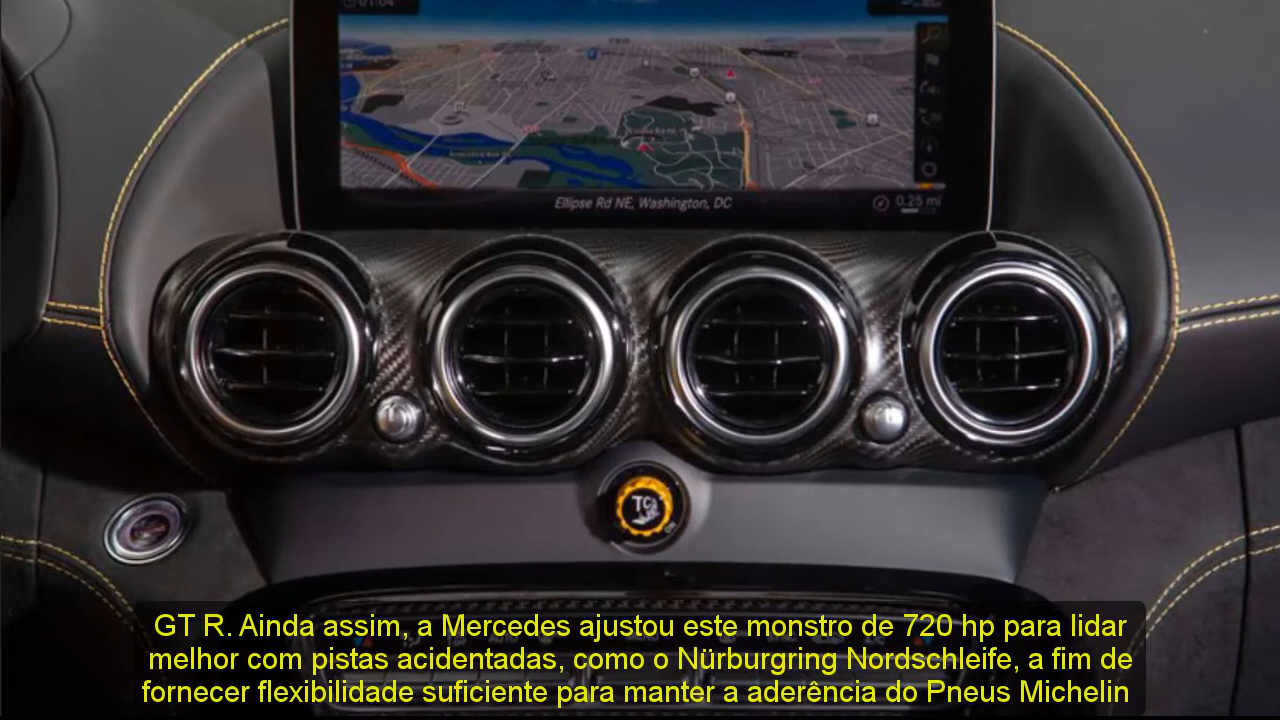 Ellipse Rd NE, Washington, DC
0.25 mi
TC
GT R. Ainda assim, a Mercedes ajustou este monstro de 720 hp para lidar
melhor com pistas acidentadas, como o Nürburgring Nordschleife, a fim de
fornecer flexibilidade suficiente para manter a aderência do Pneus Michelin